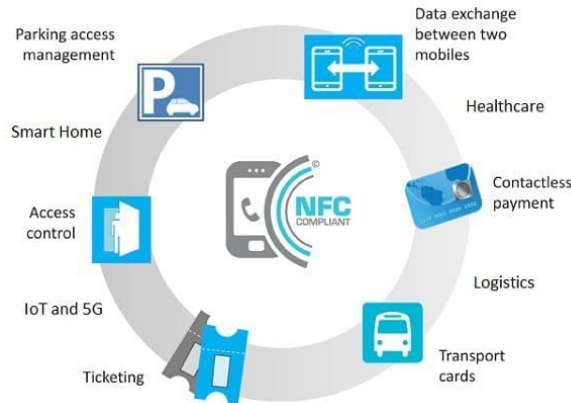 Parking access
management
Data exchange
between two
mobiles
P
Smart Home
Healthcare
©
NFC
COMPLIANT
Contactless
payment
Access
control
Logistics
IoT and 5G
Transport
cards
Ticketing